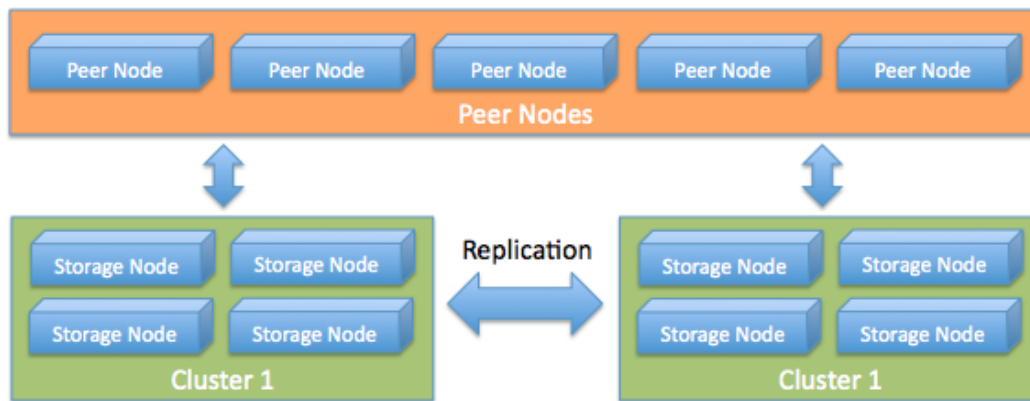 Peer Node Peer Node Peer Node Peer Node Peer Node
Peer Nodes
Replication
Storage Node Storage Node
Storage Node Storage Node
Cluster 1
Storage Node Storage Node
Storage Node Storage Node
Cluster 1